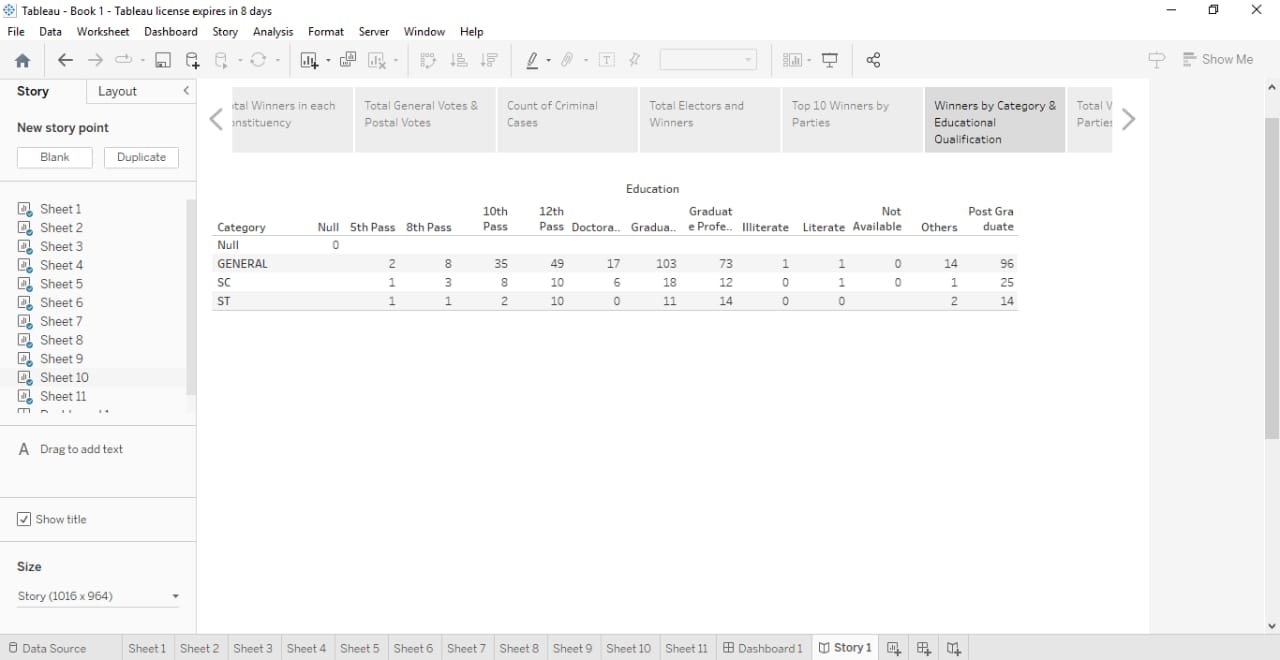 Tableau - Book 1 - Tableau license expires in 8 days
File Data Worksheet Dashboard Story Analysis Format Server Window Help
Show Me
Story Layout
New story point
Blank Duplicate
Sheet 1
Sheet 2
Sheet 3
Sheet 4
Sheet 5
Sheet 6
Sheet 7
Sheet 8
Sheet 9
Sheet 10
Sheet 11
A Drag to add text
Show title
Size
Story (1016 x 964)
Winners in each
Total General Votes &
Postal Votes
Count of Criminal
Cases
Total Electors and
Winners
Top 10 Winners by
Parties
Winners by Category &
Educational
Qualification
Total
Education
Category Null 5th Pass 8th Pass 10th Pass 12th Pass Doctora.. Gradua.. Graduat e Profe.. Illiterate Literate Not Available Others Post Gra duate
Null 0
GENERAL 2 8 35 49 17 103 73 1 1 0 14 96
SC 1 3 8 10 6 18 12 0 1 0 1 25
ST 1 1 2 10 0 11 14 0 0 2 14
Data Source Sheet 1 Sheet 2 Sheet 3 Sheet 4 Sheet 5 Sheet 6 Sheet 7 Sheet 8 Sheet 9 Sheet 10 Sheet 11 Dashboard 1 Story 1